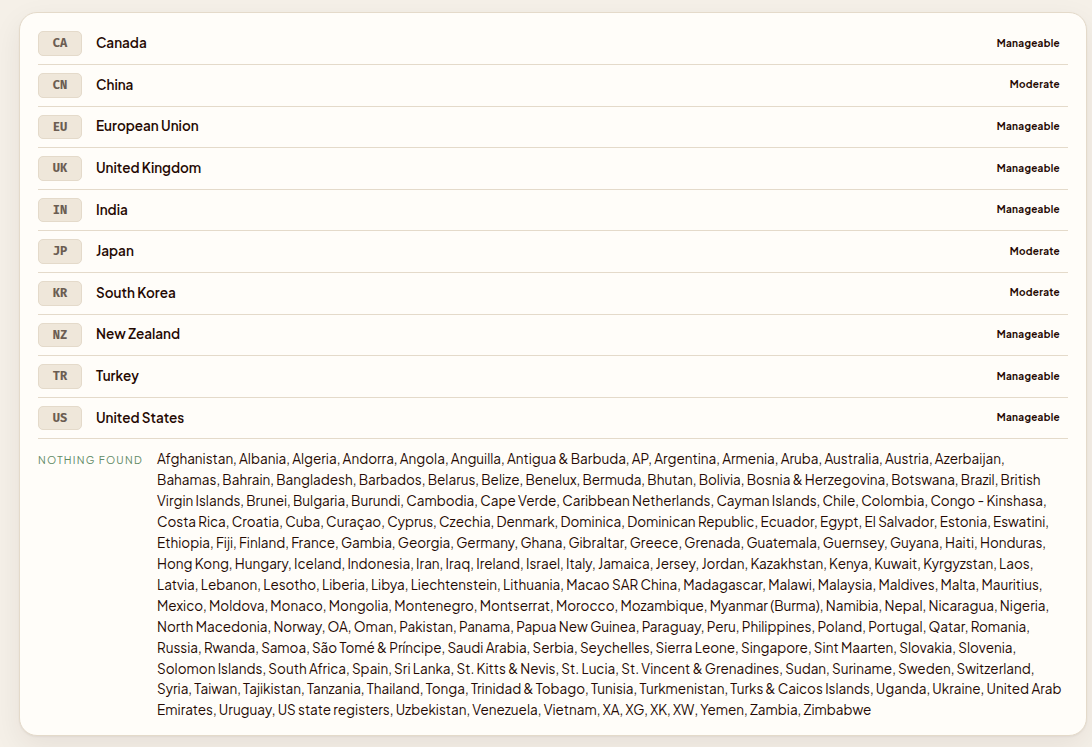 CA Canada Manageable
CN China Moderate
EU European Union Manageable
UK United Kingdom Manageable
IN India Manageable
JP Japan Moderate
KR South Korea Moderate
NZ New Zealand Manageable
TR Turkey Manageable
US United States Manageable
NOTHING FOUND Afghanistan, Albania, Algeria, Andorra, Angola, Anguilla, Antigua & Barbuda, AP, Argentina, Armenia, Aruba, Australia, Austria, Azerbaijan,
Bahamas, Bahrain, Bangladesh, Barbados, Belarus, Belize, Benelux, Bermuda, Bhutan, Bolivia, Bosnia & Herzegovina, Botswana, Brazil, British
Virgin Islands, Brunei, Bulgaria, Burundi, Cambodia, Cape Verde, Caribbean Netherlands, Cayman Islands, Chile, Colombia, Congo - Kinshasa,
Costa Rica, Croatia, Cuba, Curaçao, Cyprus, Czechia, Denmark, Dominica, Dominican Republic, Ecuador, Egypt, El Salvador, Estonia, Eswatini,
Ethiopia, Fiji, Finland, France, Gambia, Georgia, Germany, Ghana, Gibraltar, Greece, Grenada, Guatemala, Guernsey, Guyana, Haiti, Honduras,
Hong Kong, Hungary, Iceland, Indonesia, Iran, Iraq, Ireland, Israel, Italy, Jamaica, Jersey, Jordan, Kazakhstan, Kenya, Kuwait, Kyrgyzstan, Laos,
Latvia, Lebanon, Lesotho, Liberia, Libya, Liechtenstein, Lithuania, Macao SAR China, Madagascar, Malawi, Malaysia, Maldives, Malta, Mauritius,
Mexico, Moldova, Monaco, Mongolia, Montenegro, Montserrat, Morocco, Mozambique, Myanmar (Burma), Namibia, Nepal, Nicaragua, Nigeria,
North Macedonia, Norway, OA, Oman, Pakistan, Panama, Papua New Guinea, Paraguay, Peru, Philippines, Poland, Portugal, Qatar, Romania,
Russia, Rwanda, Samoa, São Tomé & Príncipe, Saudi Arabia, Serbia, Seychelles, Sierra Leone, Singapore, Sint Maarten, Slovakia, Slovenia,
Solomon Islands, South Africa, Spain, Sri Lanka, St. Kitts & Nevis, St. Lucia, St. Vincent & Grenadines, Sudan, Suriname, Sweden, Switzerland,
Syria, Taiwan, Tajikistan, Tanzania, Thailand, Tonga, Trinidad & Tobago, Tunisia, Turkmenistan, Turks & Caicos Islands, Uganda, Ukraine, United Arab
Emirates, Uruguay, US state registers, Uzbekistan, Venezuela, Vietnam, XA, XG, XK, XW, Yemen, Zambia, Zimbabwe